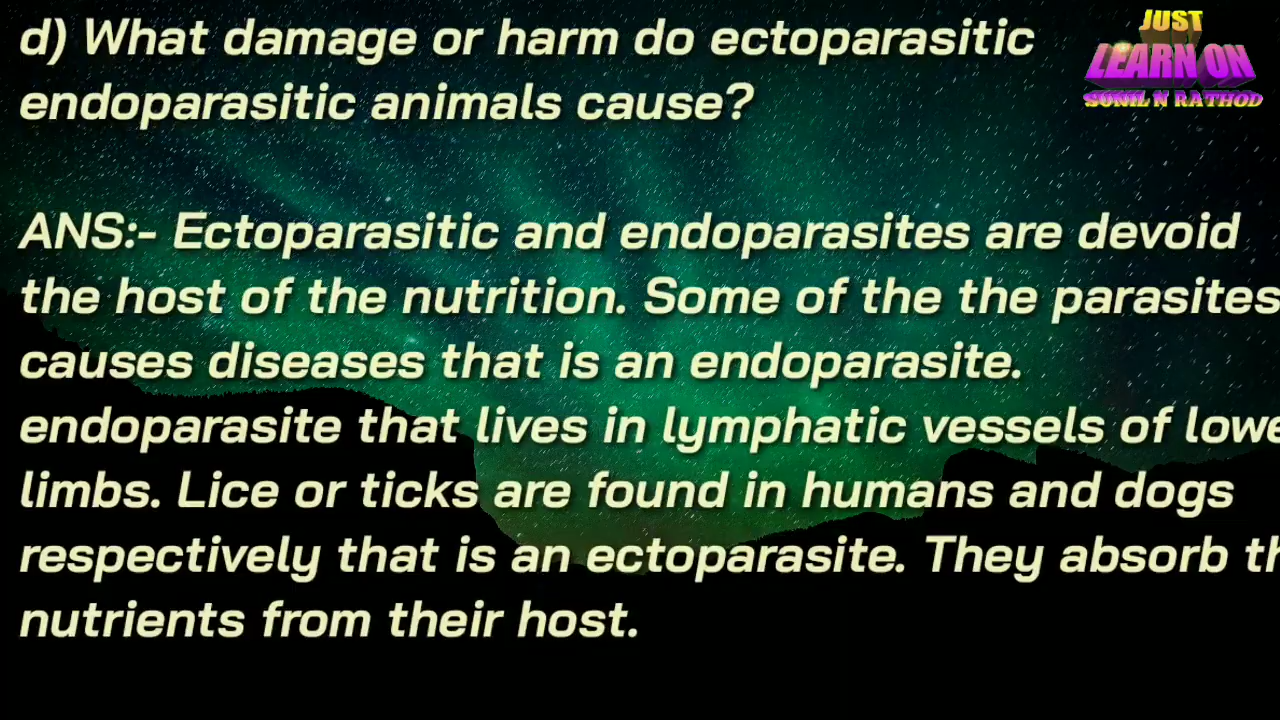 d) What damage or harm do ectoparasitic
endoparasitic animals cause?
JUST
LEARN ON
SUNIL N RATHOD
ANS:- Ectoparasitic and endoparasites are devoid
the host of the nutrition. Some of the the parasites
causes diseases that is an endoparasite.
endoparasite that lives in lymphatic vessels of lowe
limbs. Lice or ticks are found in humans and dogs
respectively that is an ectoparasite. They absorb th
nutrients from their host.